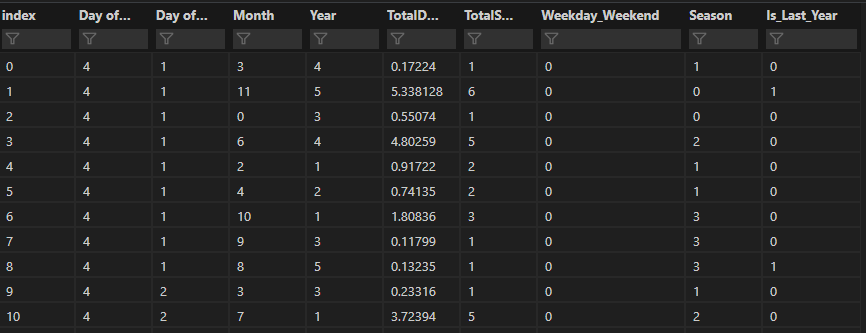 index Day of... Day of... Month Year TotalD... TotalS... Weekday_Weekend Season Is_Last_Year
0 4 1 3 4 0.17224 1 0 1 0
1 4 1 11 5 5.338128 6 0 0 1
2 4 1 0 3 0.55074 1 0 0 0
3 4 1 6 4 4.80259 5 0 2 0
4 4 1 2 1 0.91722 2 0 1 0
5 4 1 4 2 0.74135 2 0 1 0
6 4 1 10 1 1.80836 3 0 3 0
7 4 1 9 3 0.11799 1 0 3 0
8 4 1 8 5 0.13235 1 0 3 1
9 4 2 3 3 0.23316 1 0 1 0
10 4 2 7 1 3.72394 5 0 2 0